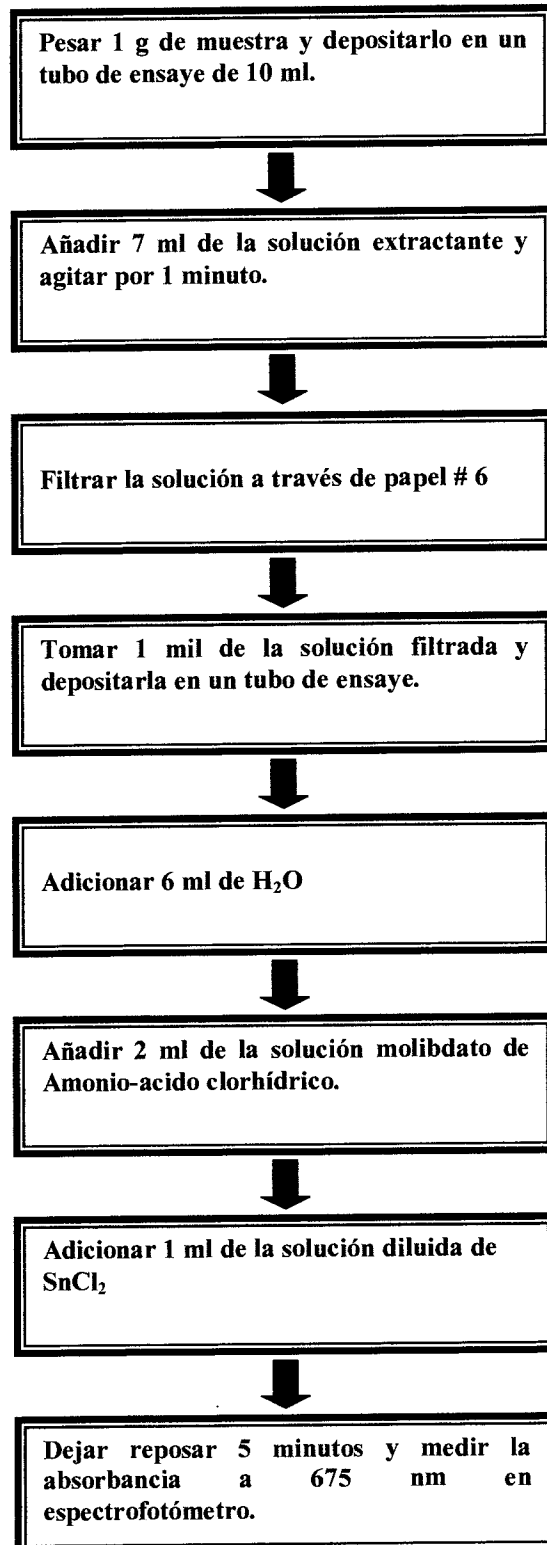 Pesar 1 g de muestra y depositarlo en un
tubo de ensaye de 10 ml.
Añadir 7 ml de la solución extractante y
agitar por 1 minuto.
Filtrar la solución a través de papel # 6
Tomar 1 mil de la solución filtrada y
depositarla en un tubo de ensaye.
Adicionar 6 ml de H₂O
Añadir 2 ml de la solución molibdato de
Amonio-acido clorhídrico.
Adicionar 1 ml de la solución diluida de
SnCl₂
Dejar reposar 5 minutos y medir la
absorbancia a 675 nm en
espectrofotómetro.